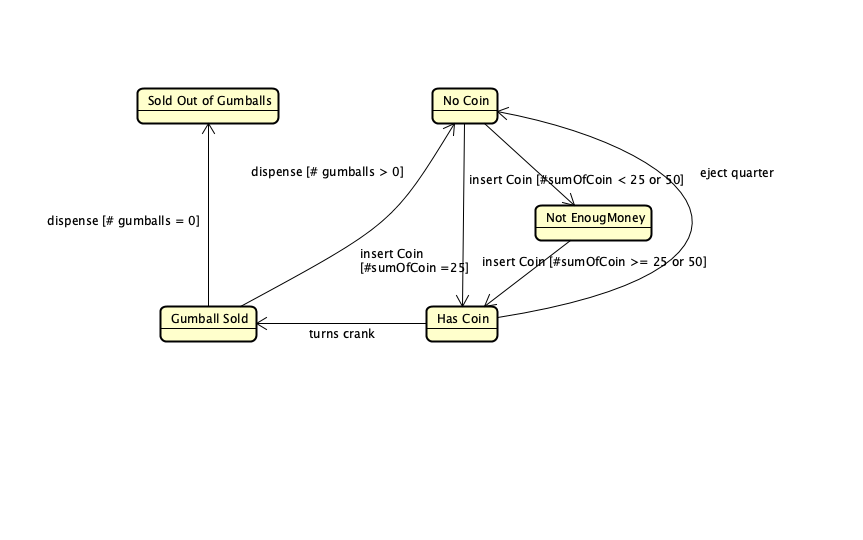 Sold Out of Gumballs
No Coin
dispense [# gumballs > 0]
eject quarter
insert Coin [#sumOfCoin < 25 or 50]
Not EnougMoney
dispense [# gumballs = 0]
insert Coin
[#sumOfCoin =25]
insert Coin [#sumOfCoin >= 25 or 50]
Gumball Sold
Has Coin
turns crank